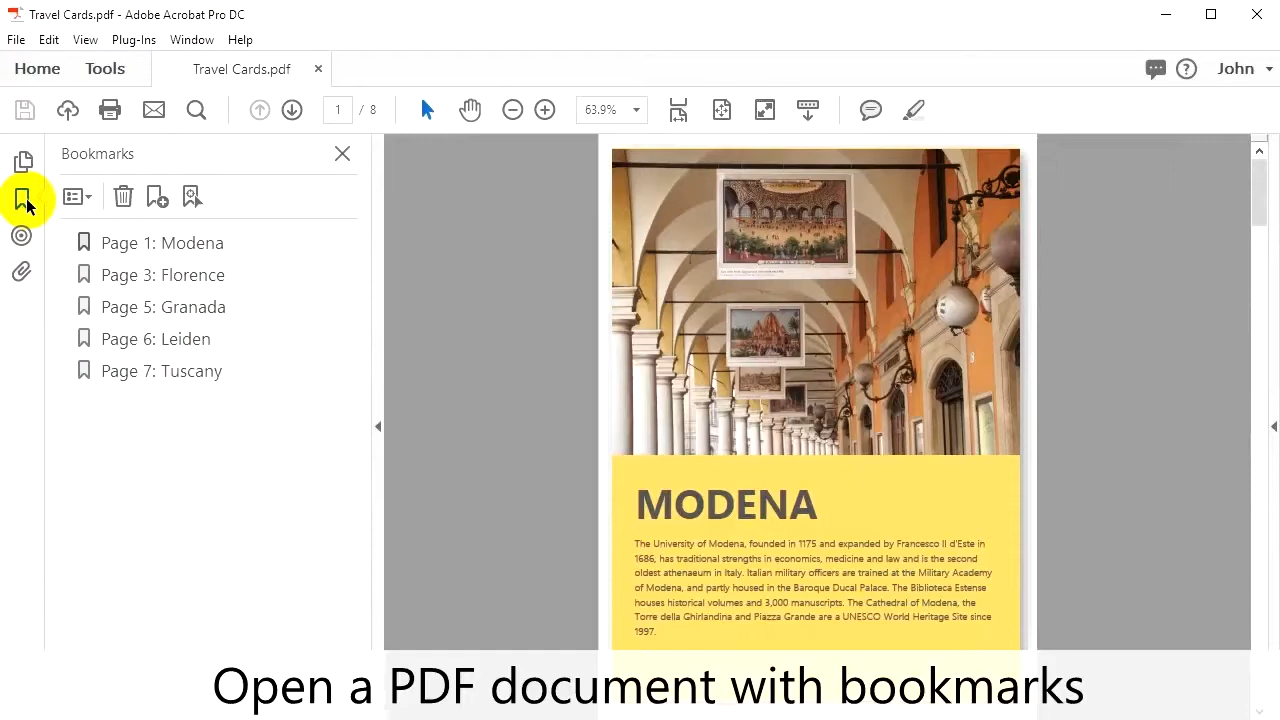 Travel Cards.pdf - Adobe Acrobat Pro DC
File Edit View Plug-Ins Window Help
Home Tools Travel Cards.pdf John
1 / 8 63.9%
Bookmarks
Page 1: Modena
Page 3: Florence
Page 5: Granada
Page 6: Leiden
Page 7: Tuscany
MODENA
The University of Modena, founded in 1175 and expanded by Francesco II d'Este in
1686, has traditional strengths in economics, medicine and law and is the second
oldest athenaeum in Italy. Italian military officers are trained at the Military Academy
of Modena, and partly housed in the Baroque Ducal Palace. The Biblioteca Estense
houses historical volumes and 3,000 manuscripts. The Cathedral of Modena, the
Torre della Ghirlandina and Piazza Grande are a UNESCO World Heritage Site since
1997.
Open a PDF document with bookmarks